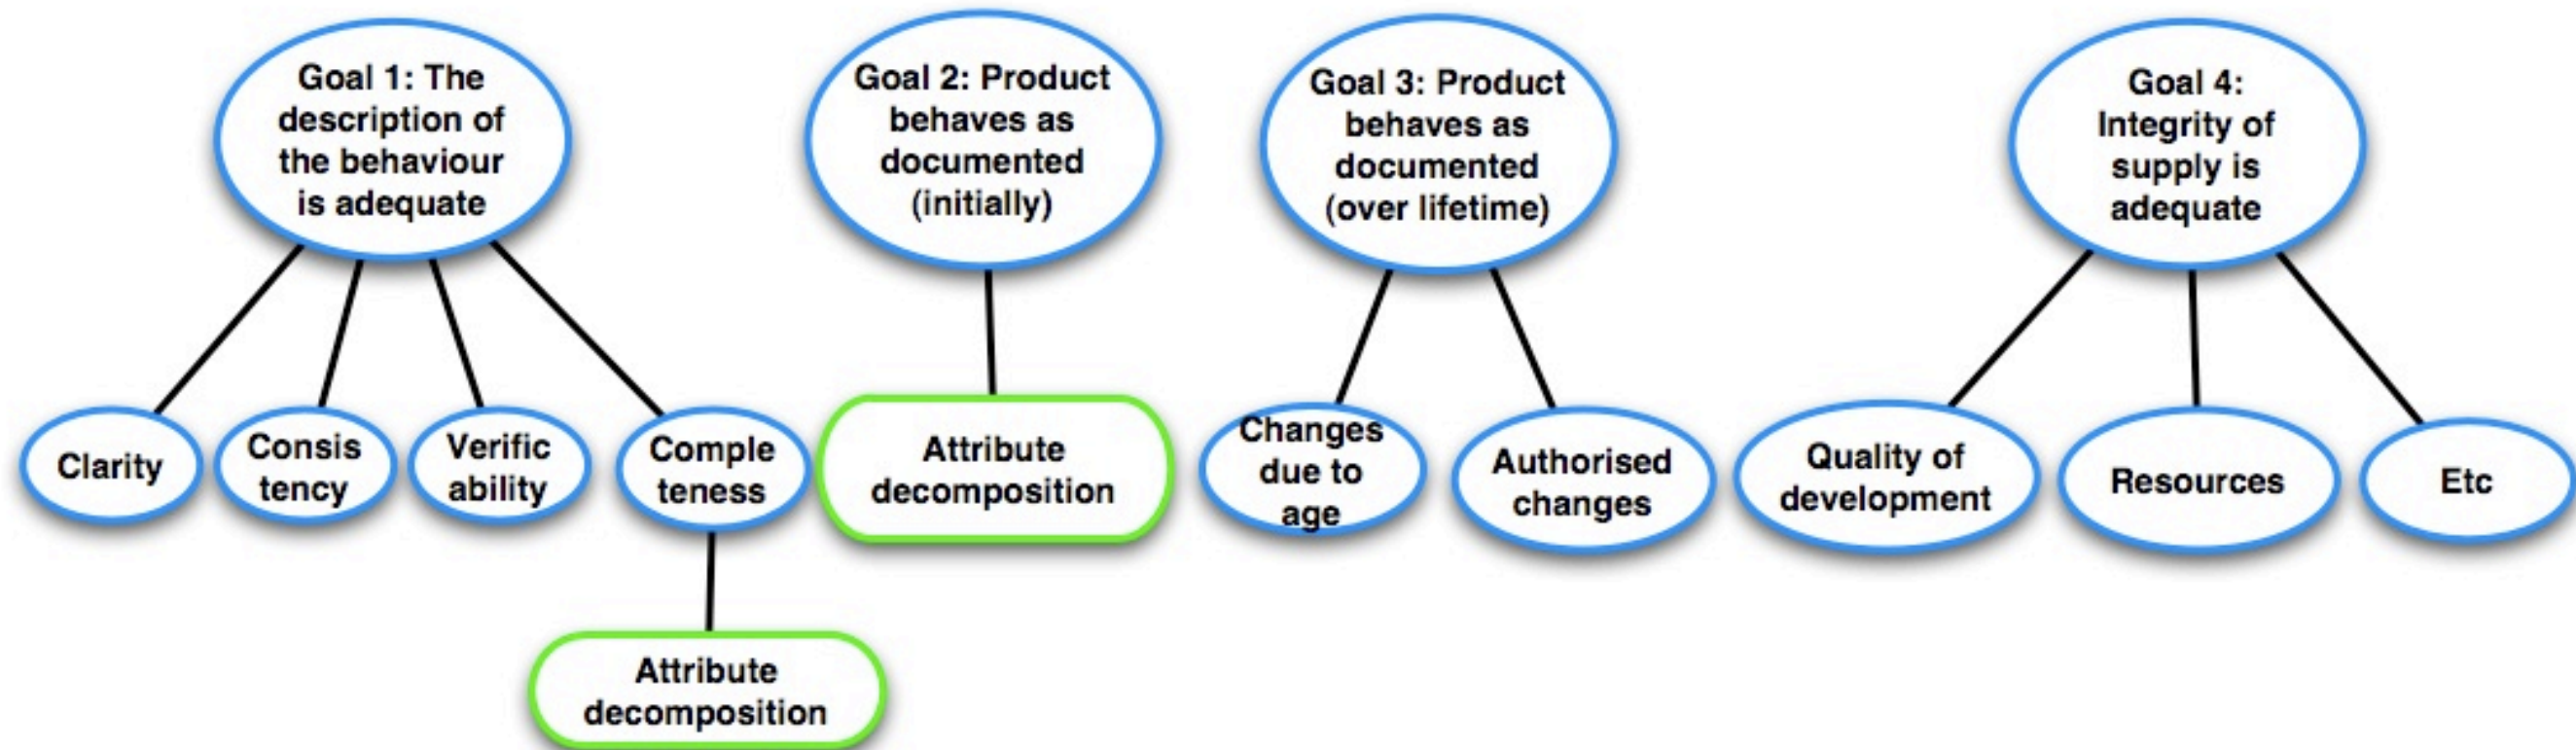 Goal 1: The
description of
the behaviour
is adequate
Goal 2: Product
behaves as
documented
(initially)
Goal 3: Product
behaves as
documented
(over lifetime)
Goal 4:
Integrity of
supply is
adequate
Clarity
Consis
tency
Verific
ability
Comple
teness
Attribute
decomposition
Changes
due to
age
Authorised
changes
Quality of
development
Resources
Etc
Attribute
decomposition